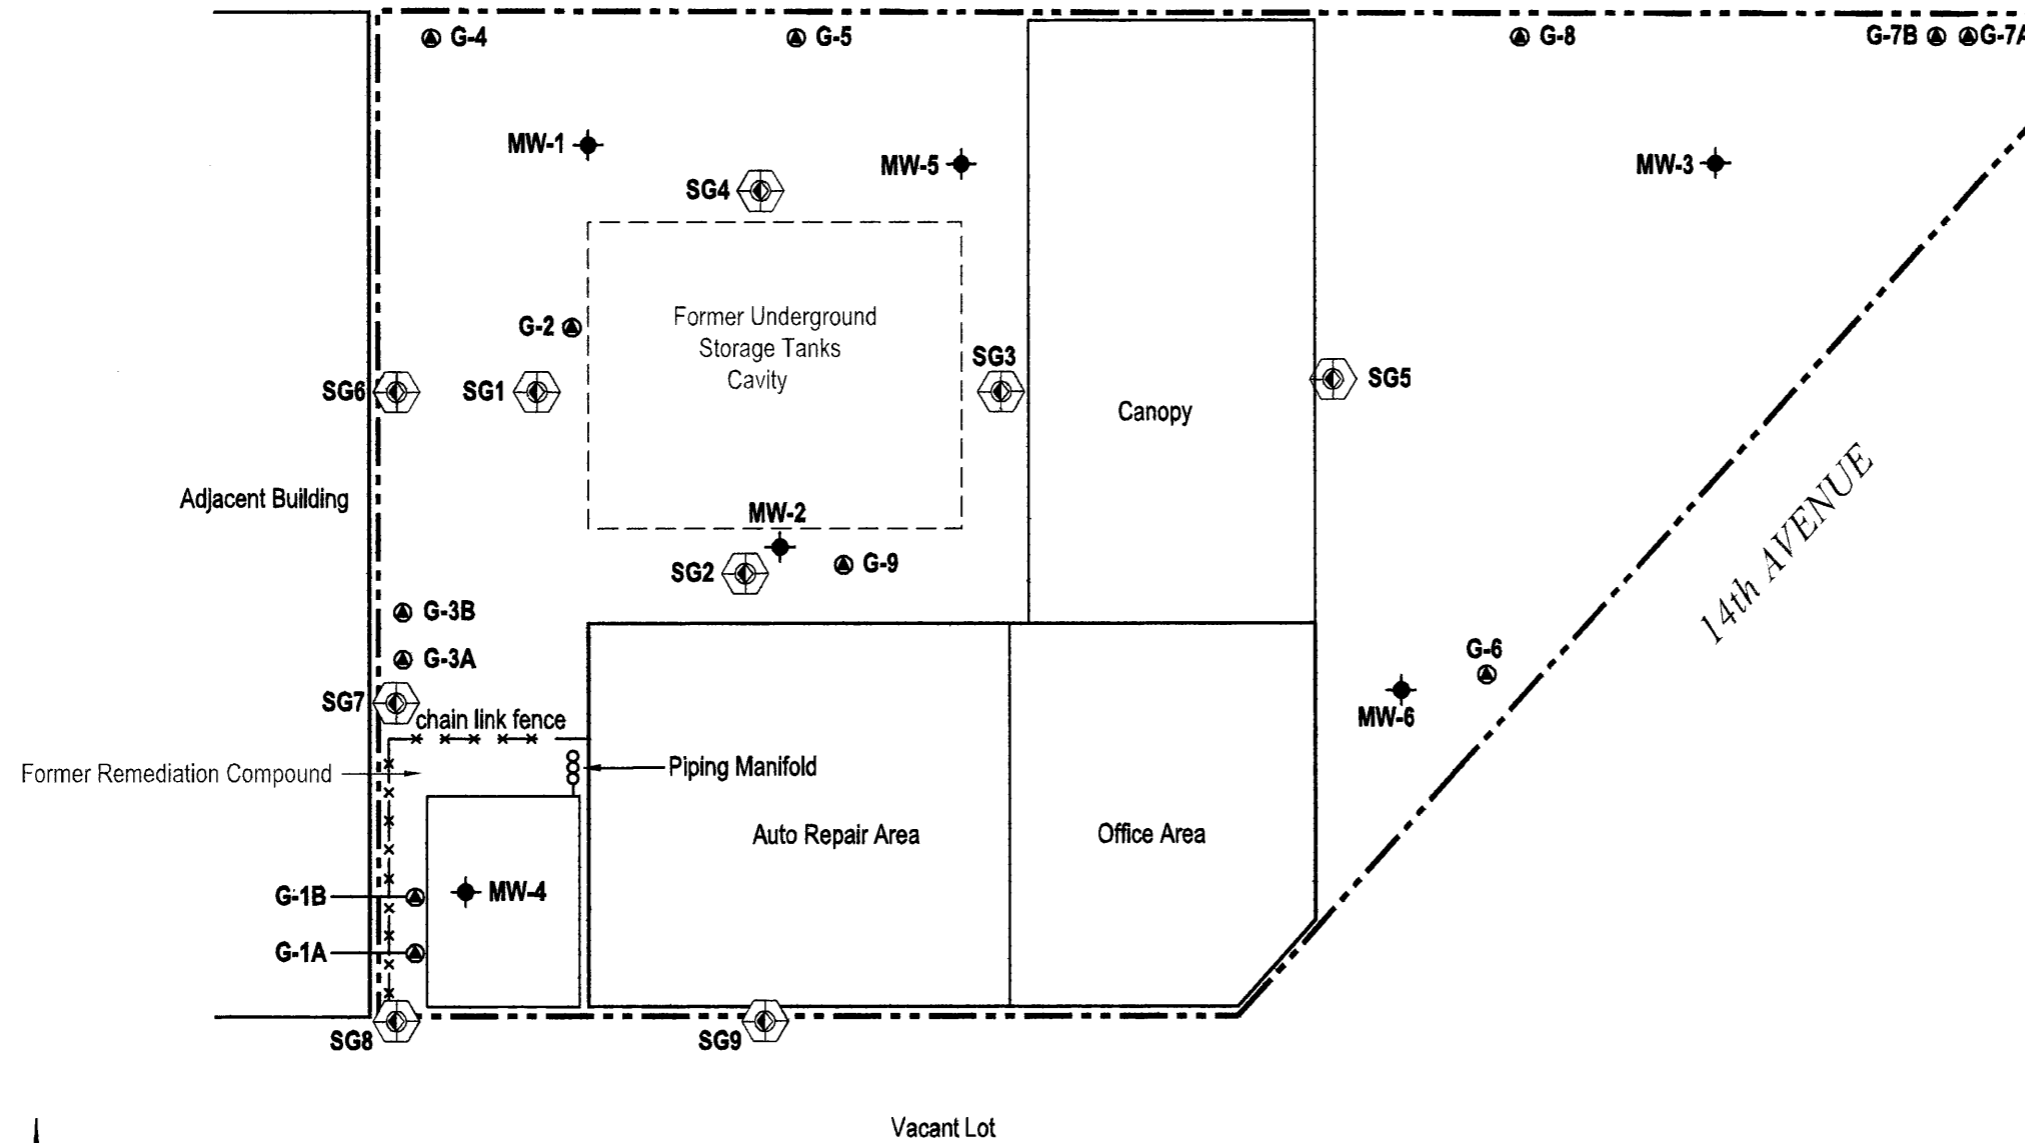 G-4
G-5
G-8
G-7B
G-7A
MW-1
MW-5
MW-3
SG4
Former Underground
Storage Tanks
Cavity
G-2
SG3
SG6
SG1
SG5
Canopy
Adjacent Building
MW-2
SG2
G-9
14th AVENUE
G-3B
G-3A
G-6
SG7
chain link fence
MW-6
Former Remediation Compound
Piping Manifold
Auto Repair Area
Office Area
G-1B
MW-4
G-1A
SG8
SG9
Vacant Lot